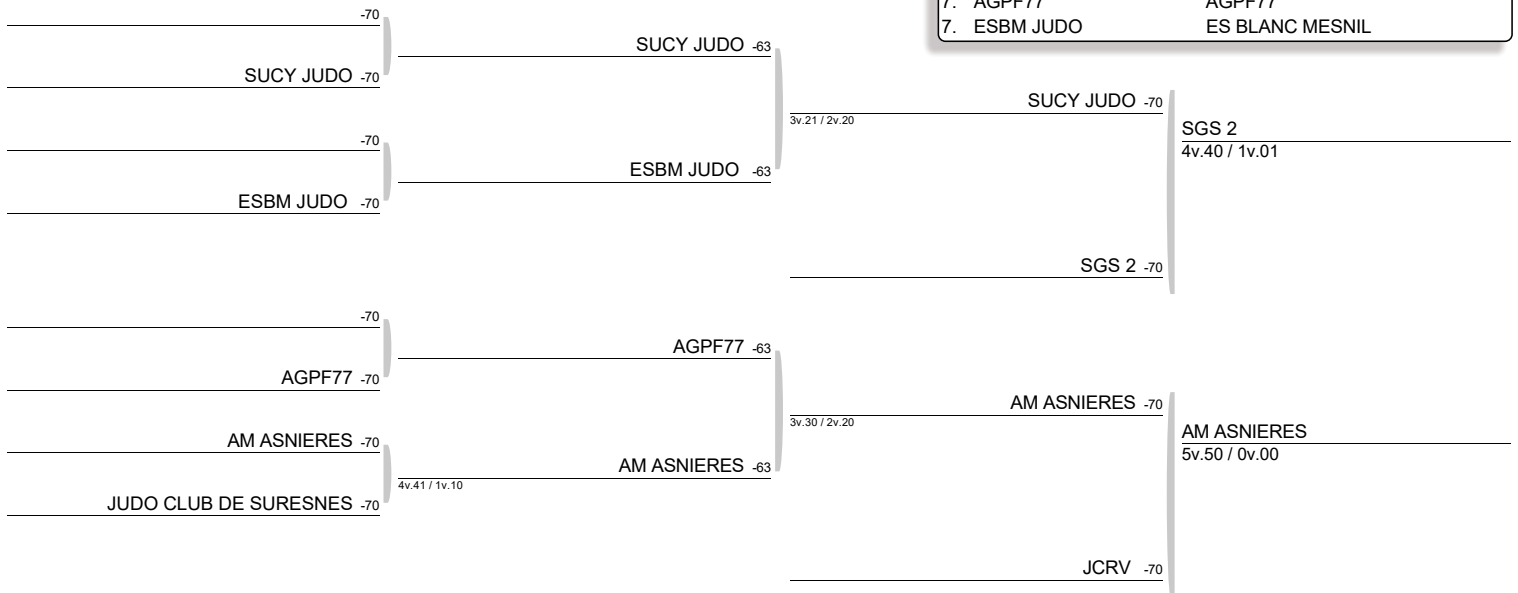 7. AGPF77 AGPF77
7. ESBM JUDO ES BLANC MESNIL
-70
SUCY JUDO -70
-70
ESBM JUDO -70
-70
AGPF77 -70
AM ASNIERES -70
JUDO CLUB DE SURESNES -70
SUCY JUDO -63
ESBM JUDO -63
AGPF77 -63
AM ASNIERES -63
4v.41 / 1v.10
SUCY JUDO -70
3v.21 / 2v.20
SGS 2 -70
AM ASNIERES -70
3v.30 / 2v.20
JCRV -70
SGS 2
4v.40 / 1v.01
AM ASNIERES
5v.50 / 0v.00